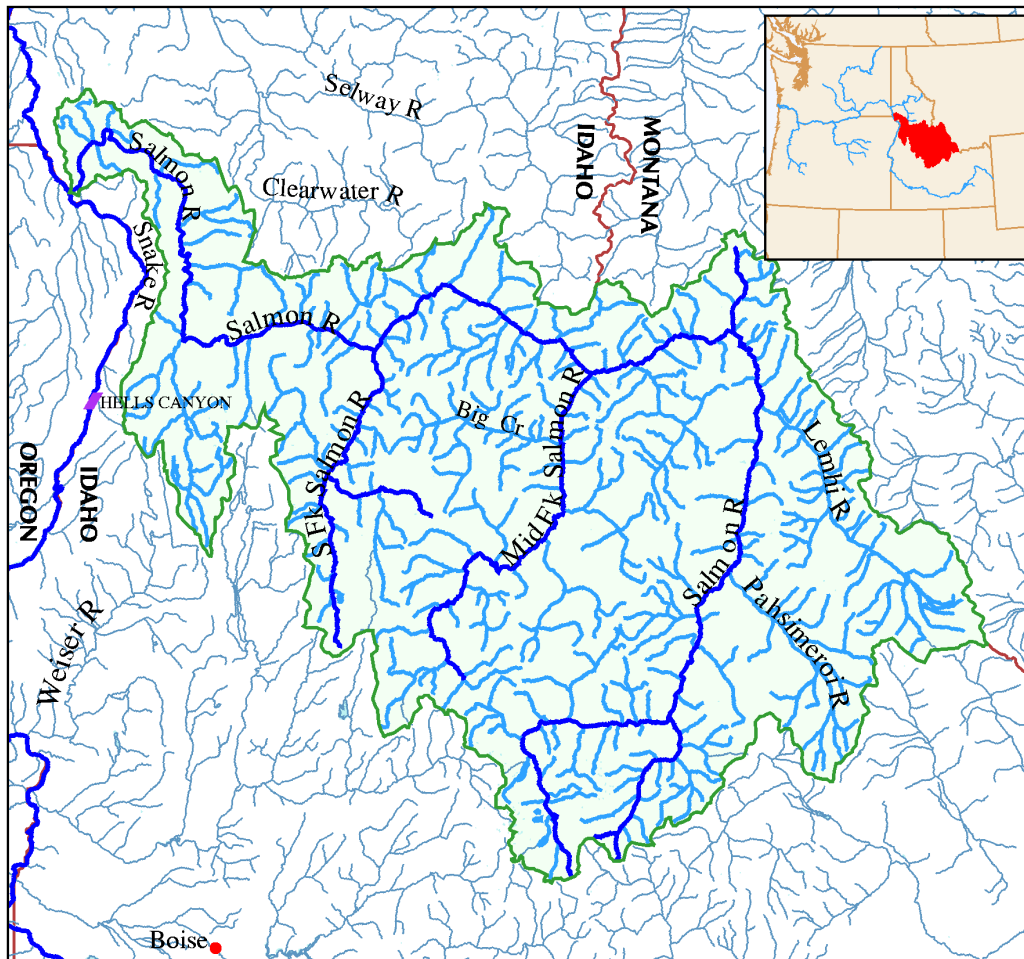 Selway R
Salmon R
IDAHO
MONTANA
Clearwater R
Snake R
Salmon R
HELLS CANYON
Big Cr
S Fk Salmon R
Mid Fk Salmon R
Lemhi R
OREGON
IDAHO
Salmon R
Pahsimeroi R
Weiser R
Boise